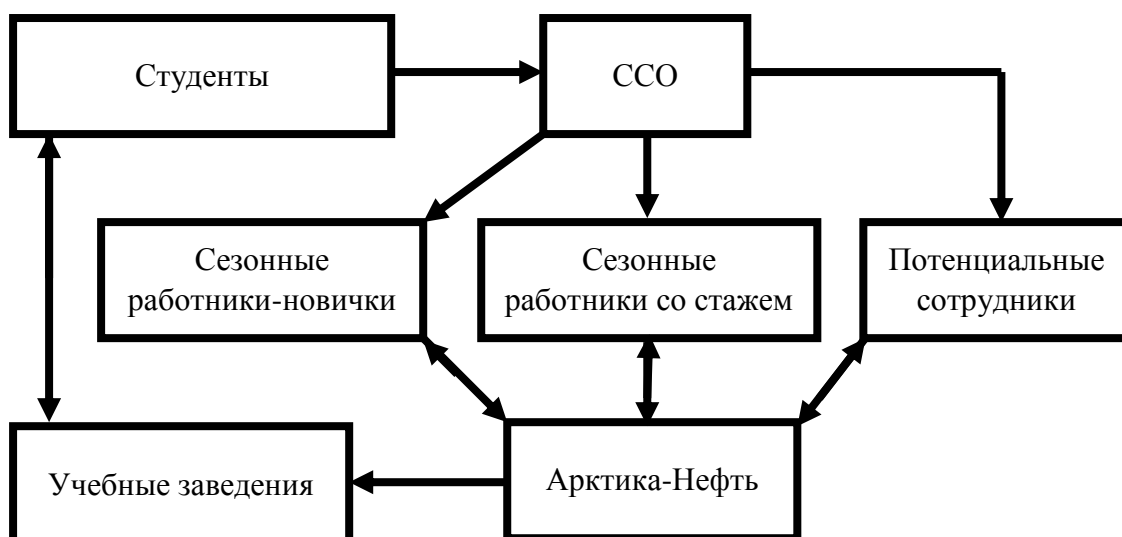 Студенты
ССО
Сезонные
работники-новички
Сезонные
работники со стажем
Потенциальные
сотрудники
Учебные заведения
Арктика-Нефть